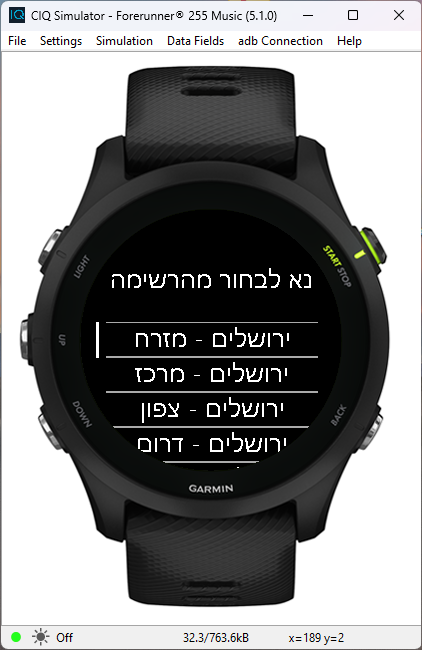 CIQ Simulator - Forerunner® 255 Music (5.1.0)
File Settings Simulation Data Fields adb Connection Help
START STOP
LIGHT
נא לבחור מהרשימה
UP
ירושלים - מזרח
ירושלים - מרכז
DOWN
ירושלים - צפון
BACK
ירושלים - דרום
GARMIN
Off 32.3/763.6kB x=189 y=2